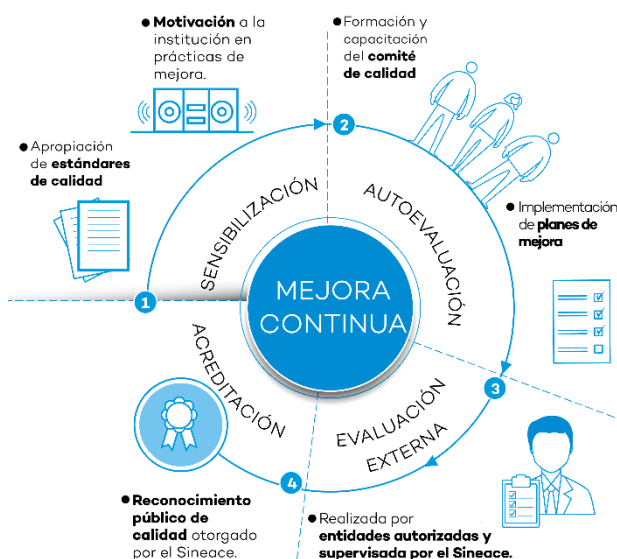 ● Motivación a la
institución en
prácticas de
mejora.
● Formación y
capacitación
del comité
de calidad
2
● Apropiación
de estándares
de calidad
● Implementación
de planes de
mejora
SENSIBILIZACIÓN
AUTOEVALUACIÓN
MEJORA
CONTINUA
1
3
ACREDITACIÓN
EVALUACIÓN
EXTERNA
4
● Reconocimiento
público de
calidad otorgado
por el Sineace.
● Realizada por
entidades autorizadas y
supervisada por el Sineace.